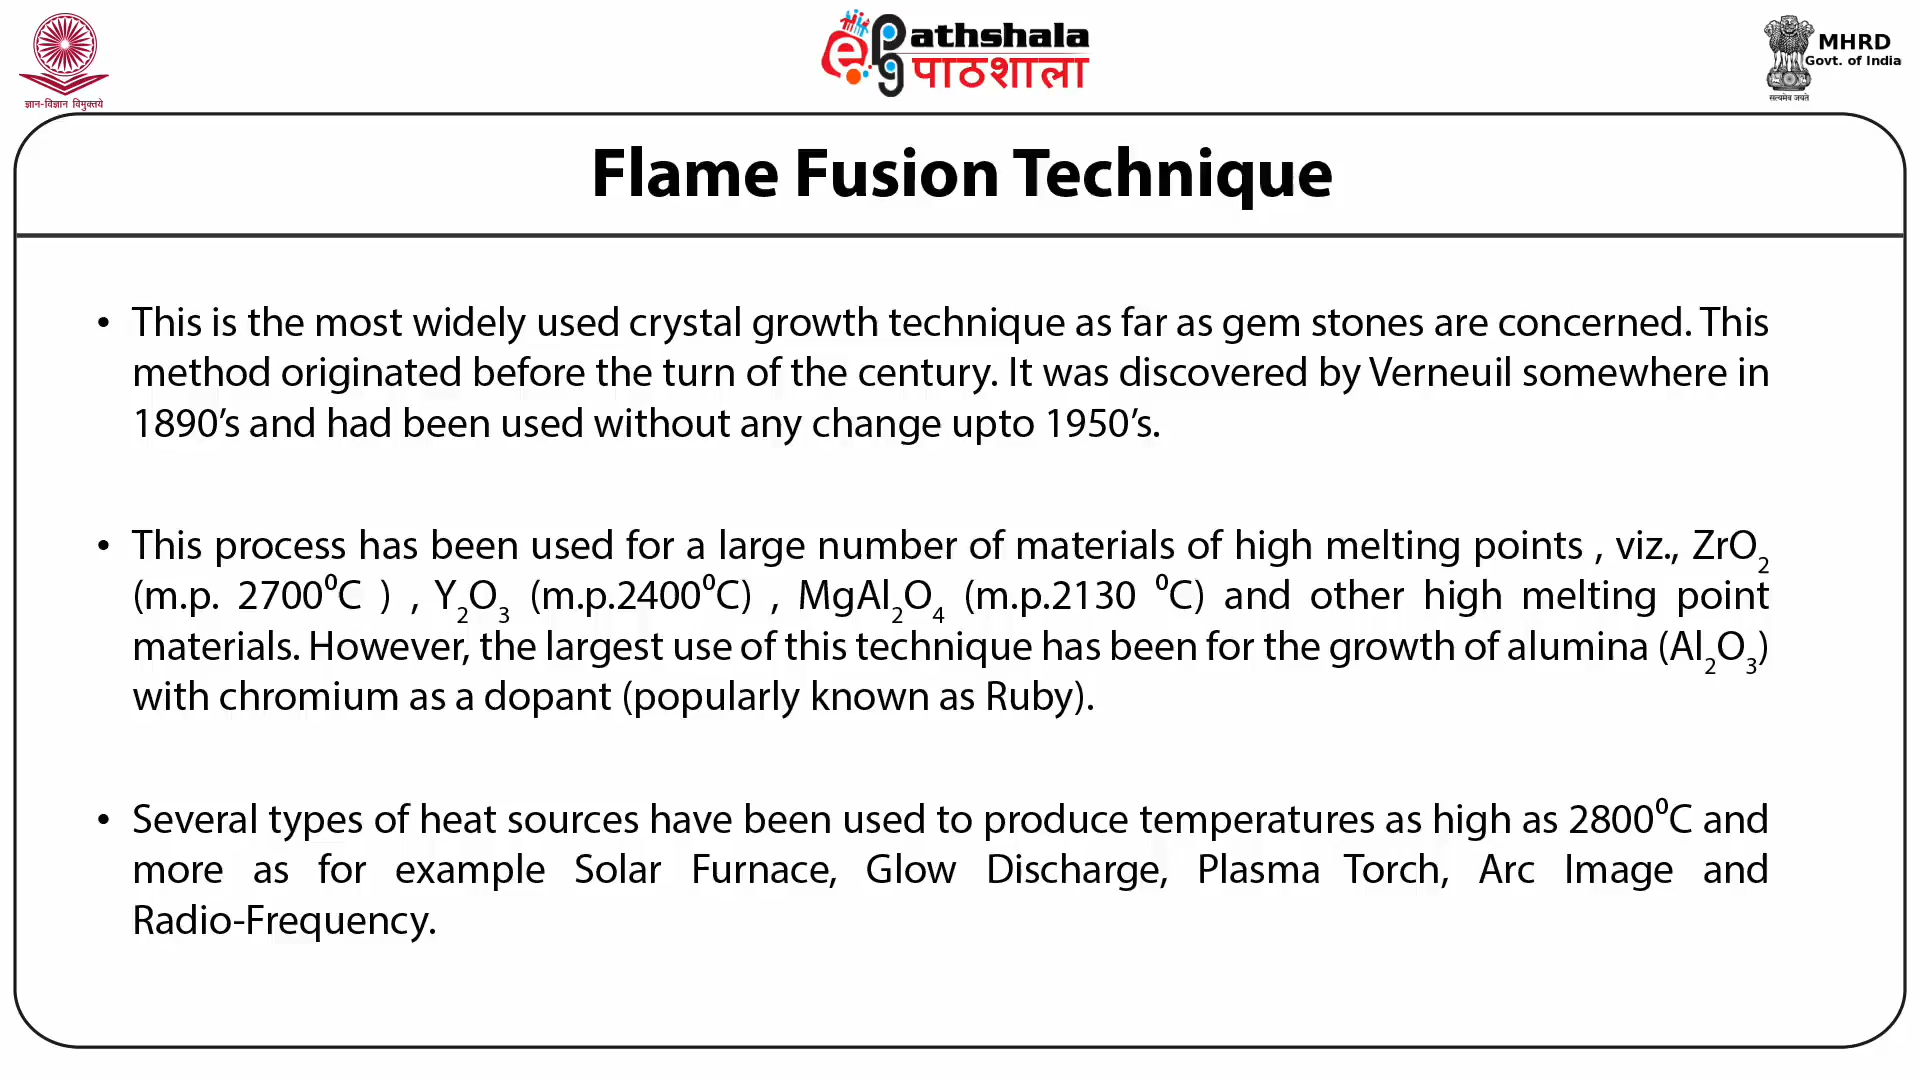 ज्ञान-विज्ञान विमुक्तये
ePG Pathshala
पाठशाला
MHRD
Govt. of India
सत्यमेव जयते
Flame Fusion Technique
• This is the most widely used crystal growth technique as far as gem stones are concerned. This
method originated before the turn of the century. It was discovered by Verneuil somewhere in
1890’s and had been used without any change upto 1950’s.
• This process has been used for a large number of materials of high melting points , viz., ZrO₂
(m.p. 2700⁰C ) , Y₂O₃ (m.p.2400⁰C) , MgAl₂O₄ (m.p.2130 ⁰C) and other high melting point
materials. However, the largest use of this technique has been for the growth of alumina (Al₂O₃)
with chromium as a dopant (popularly known as Ruby).
• Several types of heat sources have been used to produce temperatures as high as 2800⁰C and
more as for example Solar Furnace, Glow Discharge, Plasma Torch, Arc Image and
Radio-Frequency.